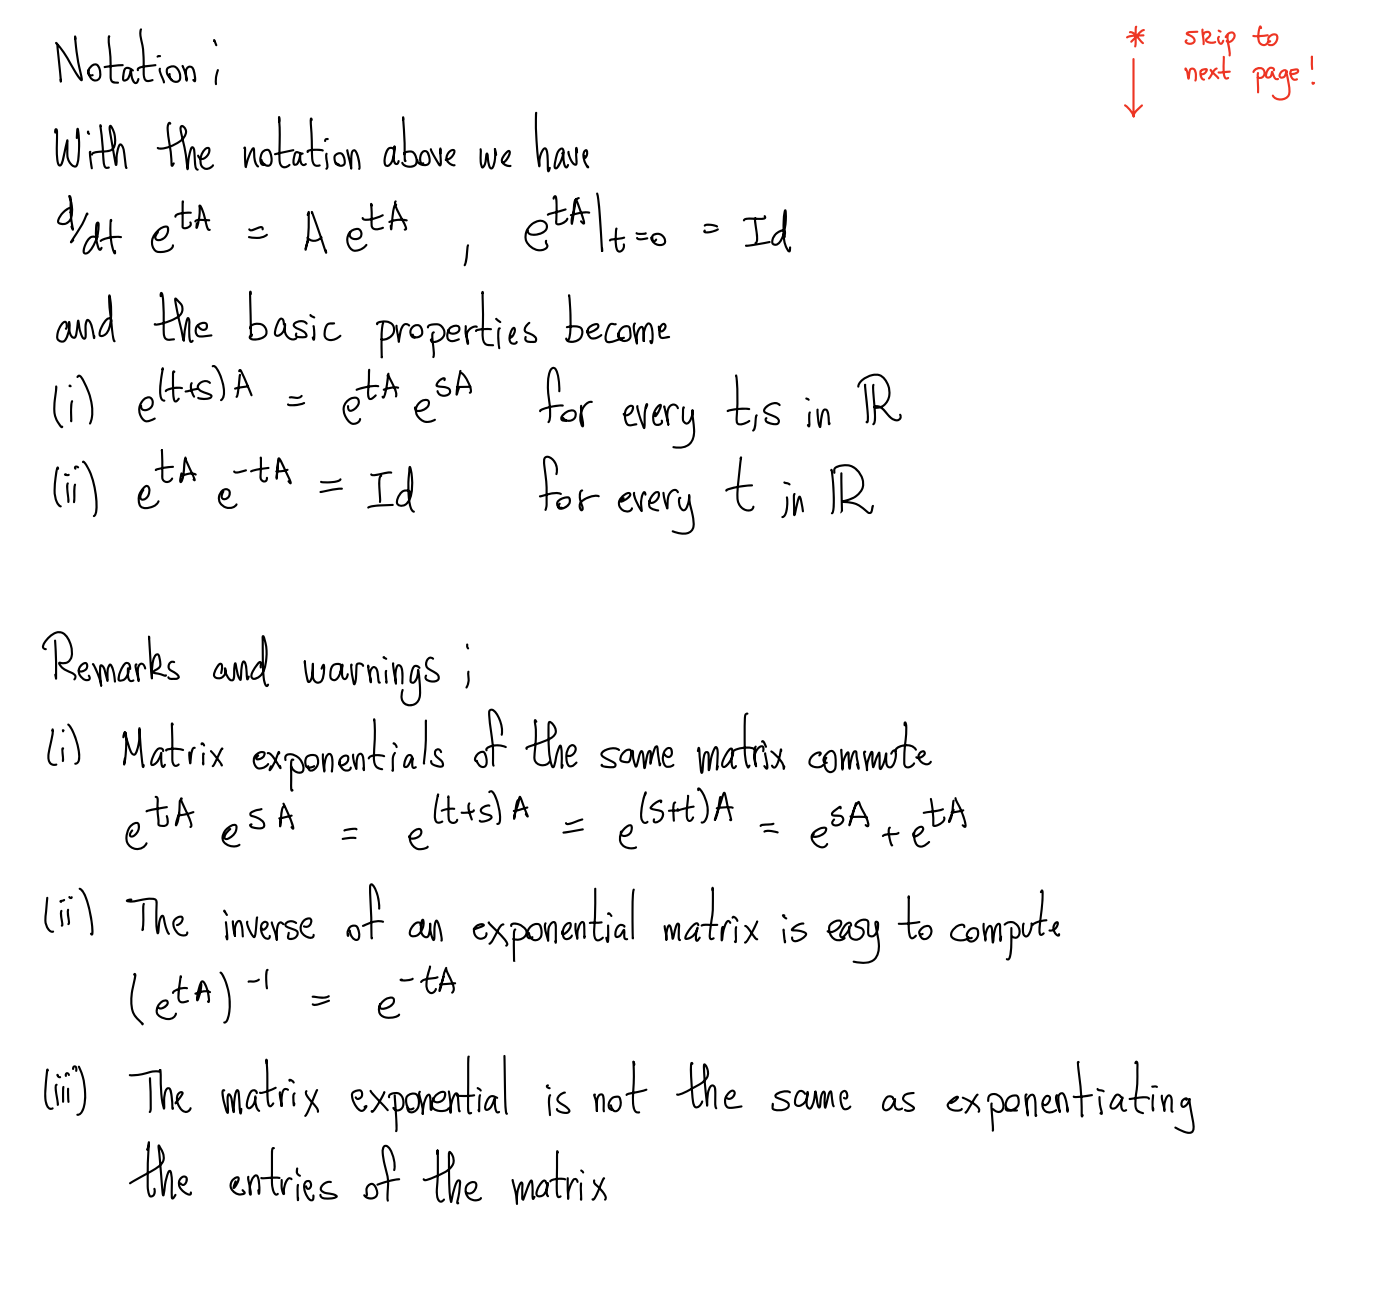 Notation ;
* skip to
next page!
↓
With the notation above we have
d/dt e^{tA} = A e^{tA} , e^{tA}|_{t=0} = Id
and the basic properties become
(i) e^{(t+s)A} = e^{tA} e^{sA} for every t,s in ℝ
(ii) e^{tA} e^{-tA} = Id for every t in ℝ
Remarks and warnings ;
(i) Matrix exponentials of the same matrix commute
e^{tA} e^{sA} = e^{(t+s)A} = e^{(s+t)A} = e^{sA} + e^{tA}
(ii) The inverse of an exponential matrix is easy to compute
(e^{tA})^{-1} = e^{-tA}
(iii) The matrix exponential is not the same as exponentiating
the entries of the matrix